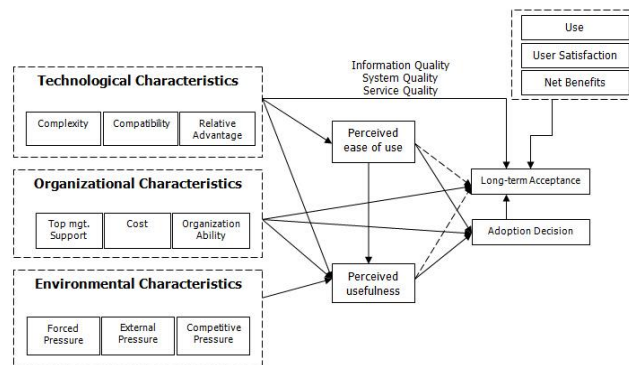 Technological Characteristics
Complexity
Compatibility
Relative
Advantage
Organizational Characteristics
Top mgt.
Support
Cost
Organization
Ability
Environmental Characteristics
Forced
Pressure
External
Pressure
Competitive
Pressure
Information Quality
System Quality
Service Quality
Perceived
ease of use
Perceived
usefulness
Use
User Satisfaction
Net Benefits
Long-term Acceptance
Adoption Decision